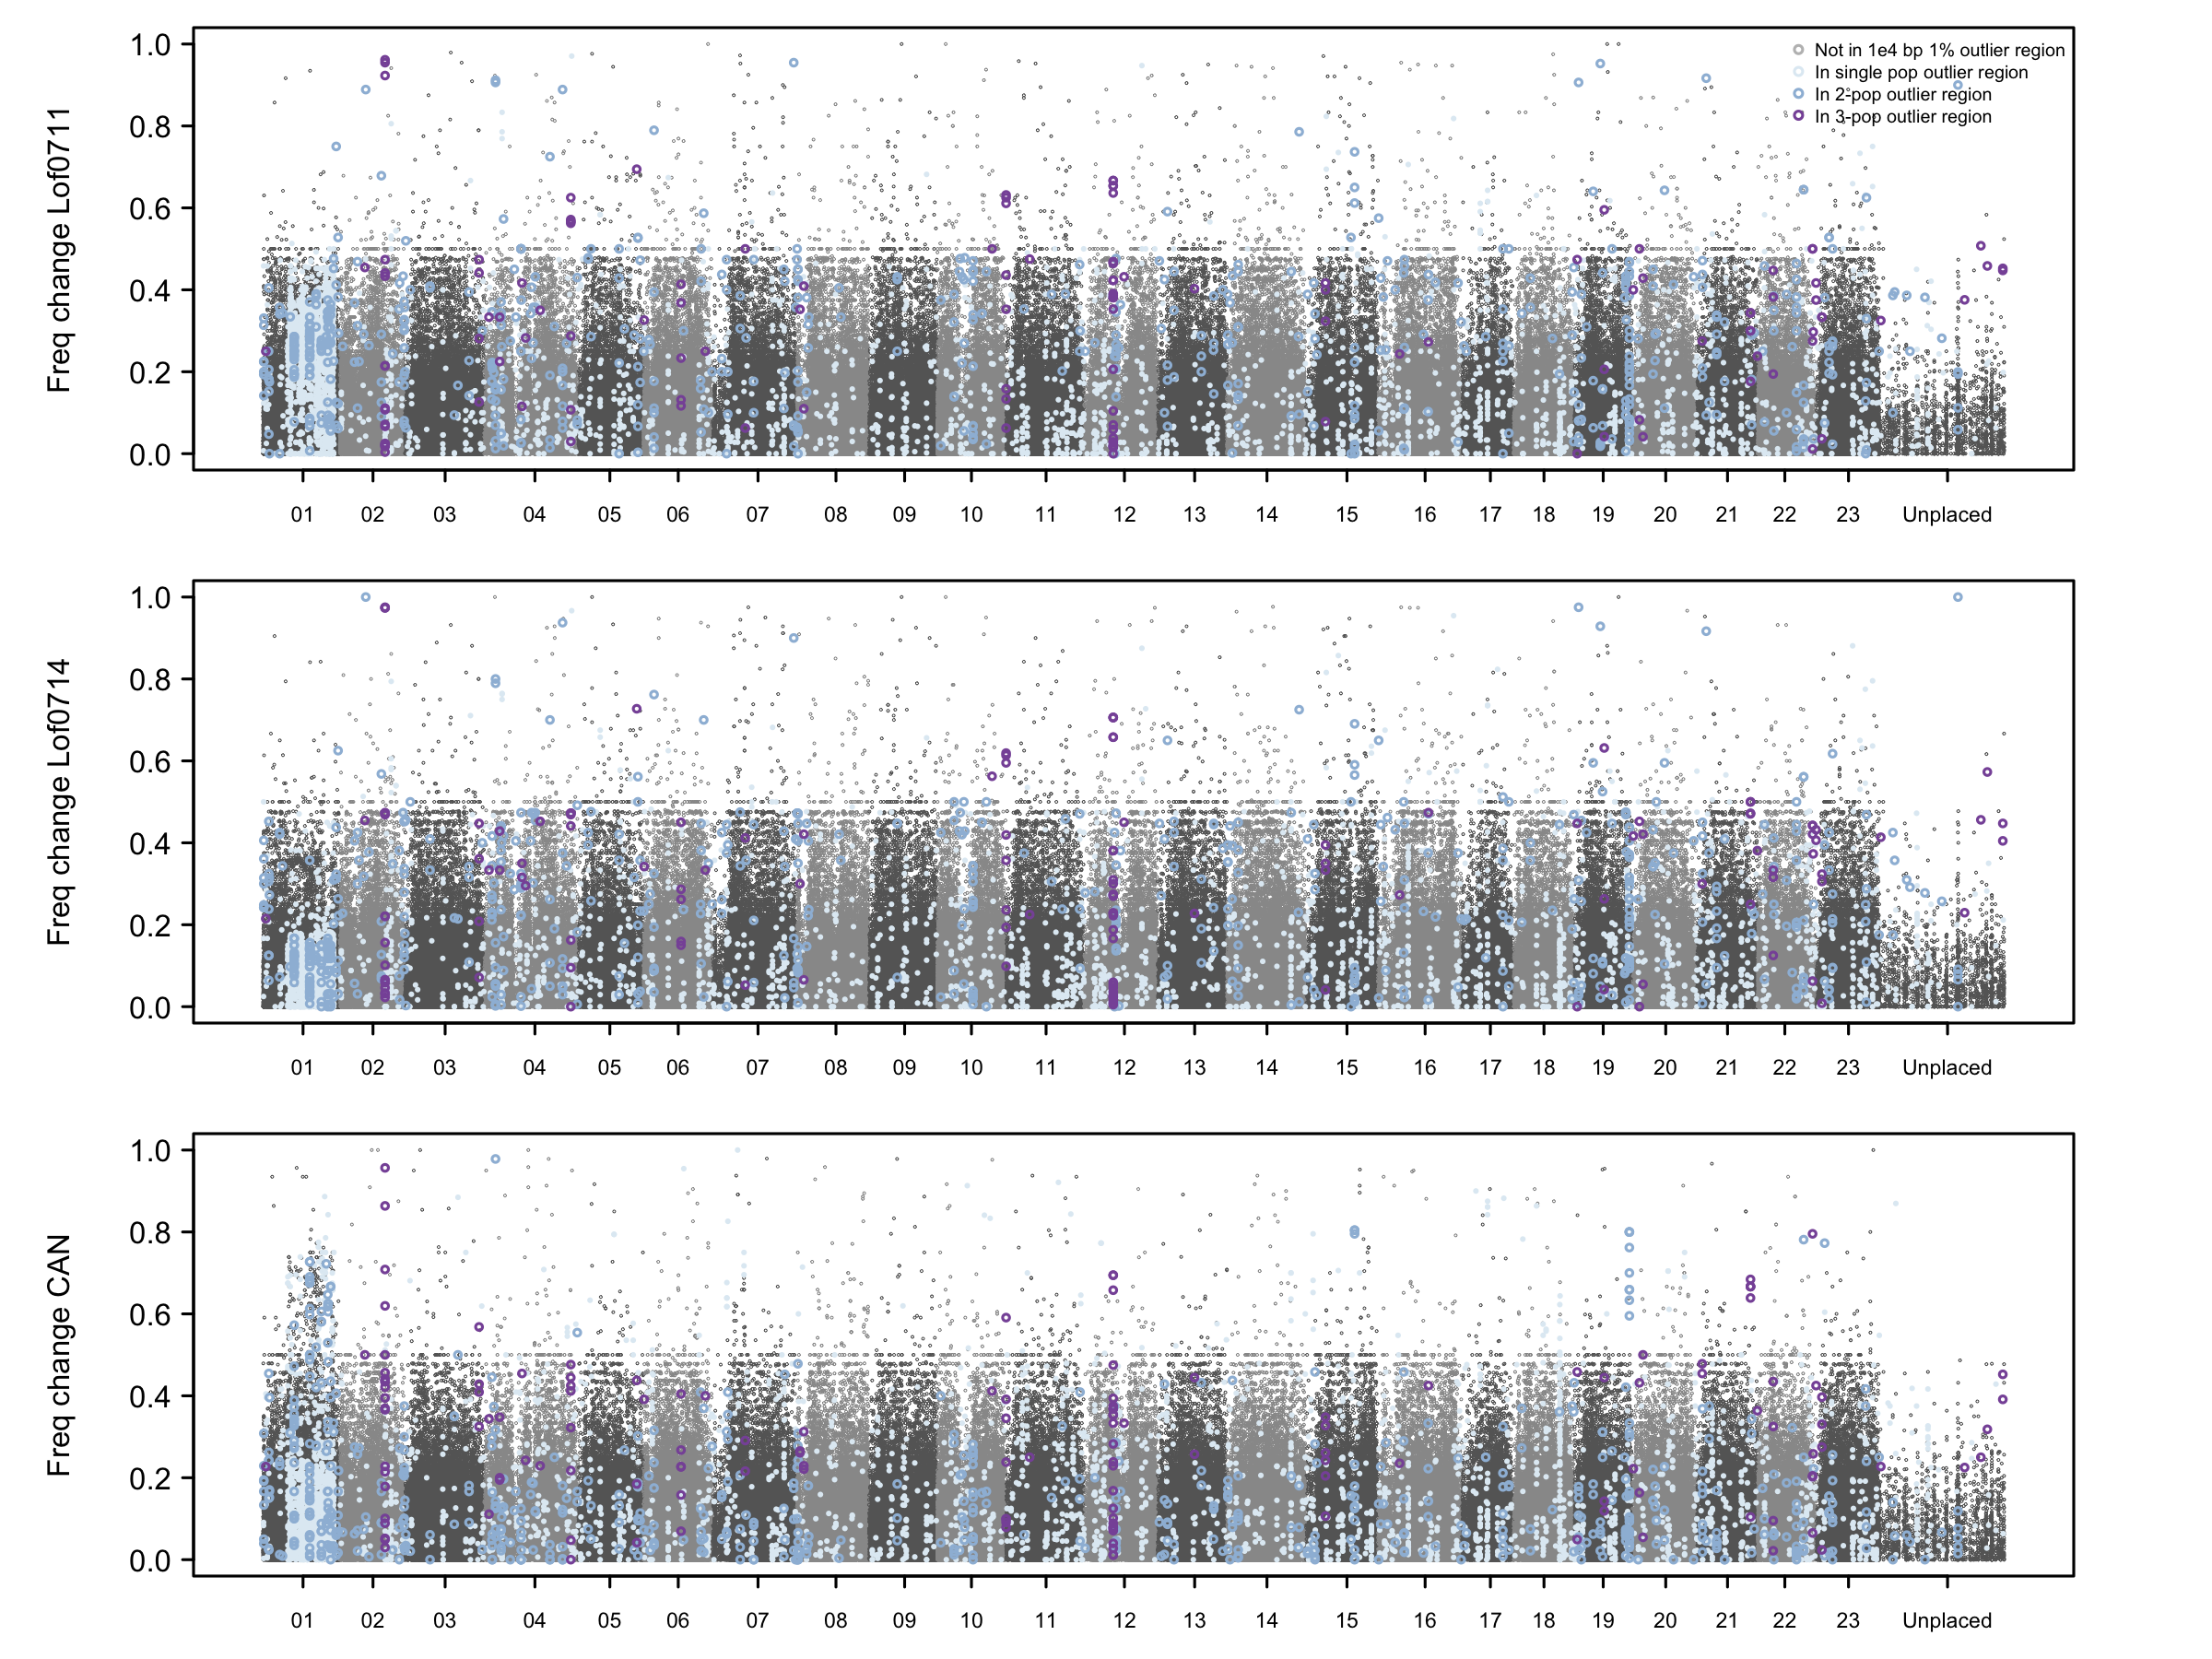 Freq change Lof0711
1.0
0.8
0.6
0.4
0.2
0.0
Not in 1e4 bp 1% outlier region
In single pop outlier region
In 2-pop outlier region
In 3-pop outlier region
01 02 03 04 05 06 07 08 09 10 11 12 13 14 15 16 17 18 19 20 21 22 23 Unplaced
Freq change Lof0714
1.0
0.8
0.6
0.4
0.2
0.0
01 02 03 04 05 06 07 08 09 10 11 12 13 14 15 16 17 18 19 20 21 22 23 Unplaced
Freq change CAN
1.0
0.8
0.6
0.4
0.2
0.0
01 02 03 04 05 06 07 08 09 10 11 12 13 14 15 16 17 18 19 20 21 22 23 Unplaced